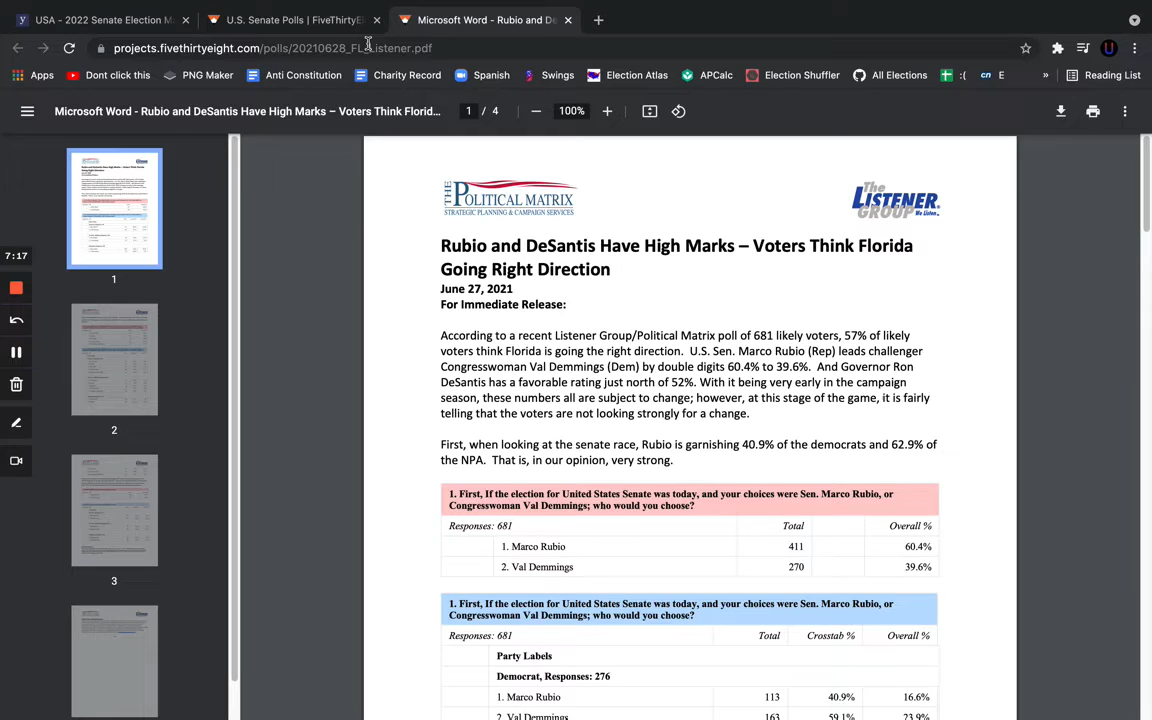 USA - 2022 Senate Election M
U.S. Senate Polls | FiveThirtyE
Microsoft Word - Rubio and De
projects.fivethirtyeight.com/polls/20210628_FL_Listener.pdf
Apps
Dont click this
PNG Maker
Anti Constitution
Charity Record
Spanish
Swings
Election Atlas
APCalc
Election Shuffler
All Elections
:(
cn E
»
Reading List
Microsoft Word - Rubio and DeSantis Have High Marks – Voters Think Florid...
1 / 4
100%
7:17
1
2
3
THE POLITICAL MATRIX
STRATEGIC PLANNING & CAMPAIGN SERVICES
The LISTENER GROUP We Listen.
Rubio and DeSantis Have High Marks – Voters Think Florida
Going Right Direction
June 27, 2021
For Immediate Release:
According to a recent Listener Group/Political Matrix poll of 681 likely voters, 57% of likely
voters think Florida is going the right direction. U.S. Sen. Marco Rubio (Rep) leads challenger
Congresswoman Val Demmings (Dem) by double digits 60.4% to 39.6%. And Governor Ron
DeSantis has a favorable rating just north of 52%. With it being very early in the campaign
season, these numbers all are subject to change; however, at this stage of the game, it is fairly
telling that the voters are not looking strongly for a change.
First, when looking at the senate race, Rubio is garnishing 40.9% of the democrats and 62.9% of
the NPA. That is, in our opinion, very strong.
1. First, If the election for United States Senate was today, and your choices were Sen. Marco Rubio, or
Congresswoman Val Demmings; who would you choose?
Responses: 681 Total Overall %
1. Marco Rubio 411 60.4%
2. Val Demmings 270 39.6%
1. First, If the election for United States Senate was today, and your choices were Sen. Marco Rubio, or
Congresswoman Val Demmings; who would you choose?
Responses: 681 Total Crosstab % Overall %
Party Labels
Democrat, Responses: 276
1. Marco Rubio 113 40.9% 16.6%
2. Val Demmings 163 59.1% 23.9%